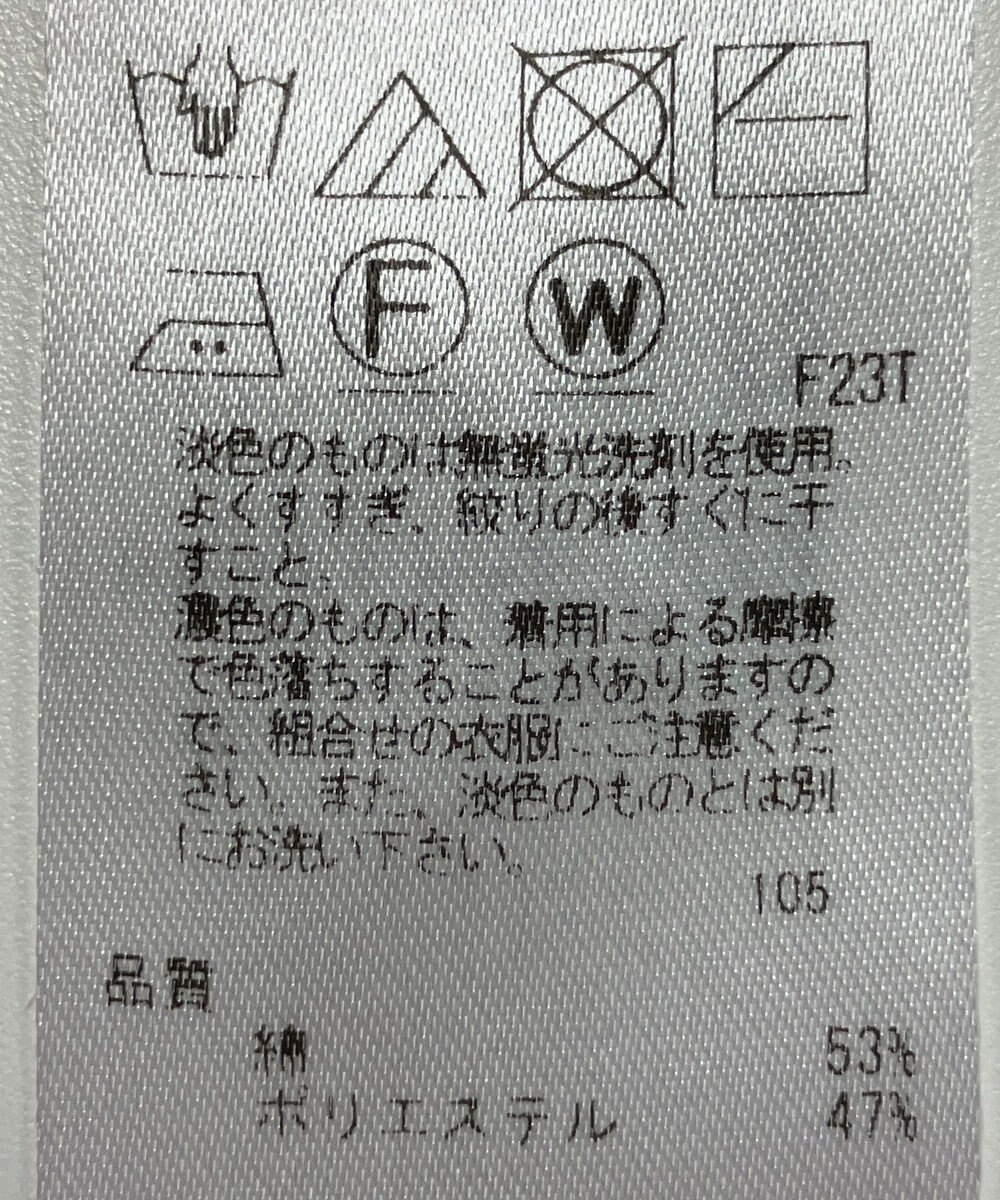 F W
F23T
淡色のものは無蛍光洗剤を使用。
よくすすぎ、絞りの後すぐに干
すこと。
濃色のものは、着用による摩擦
で色落ちすることがありますの
で、組合せの衣服にご注意くだ
さい。また、淡色のものとは別
にお洗い下さい。
105
品質
綿 53%
ポリエステル 47%